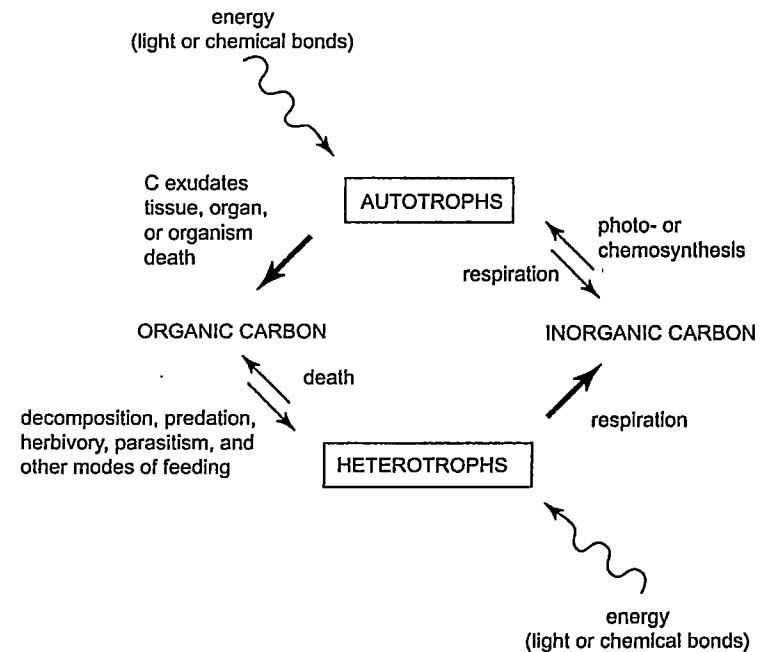 energy
(light or chemical bonds)
C exudates
tissue, organ,
or organism
death
AUTOTROPHS
photo- or
chemosynthesis
respiration
ORGANIC CARBON
INORGANIC CARBON
death
decomposition, predation,
herbivory, parasitism, and
other modes of feeding
respiration
HETEROTROPHS
energy
(light or chemical bonds)